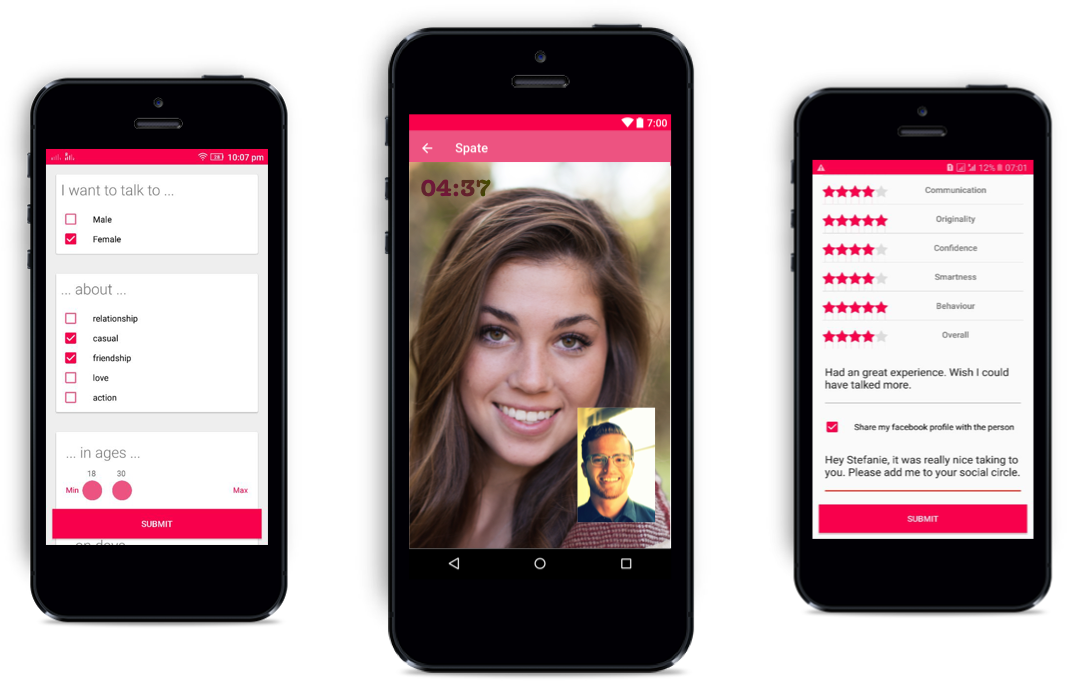 10:07 pm
I want to talk to ...
Male
Female
... about ...
relationship
casual
friendship
love
action
... in ages ...
18 30
Min Max
SUBMIT
7:00
Spate
04:37
12% 07:01
Communication
Originality
Confidence
Smartness
Behaviour
Overall
Had an great experience. Wish I could
have talked more.
Share my facebook profile with the person
Hey Stefanie, it was really nice taking to
you. Please add me to your social circle.
SUBMIT